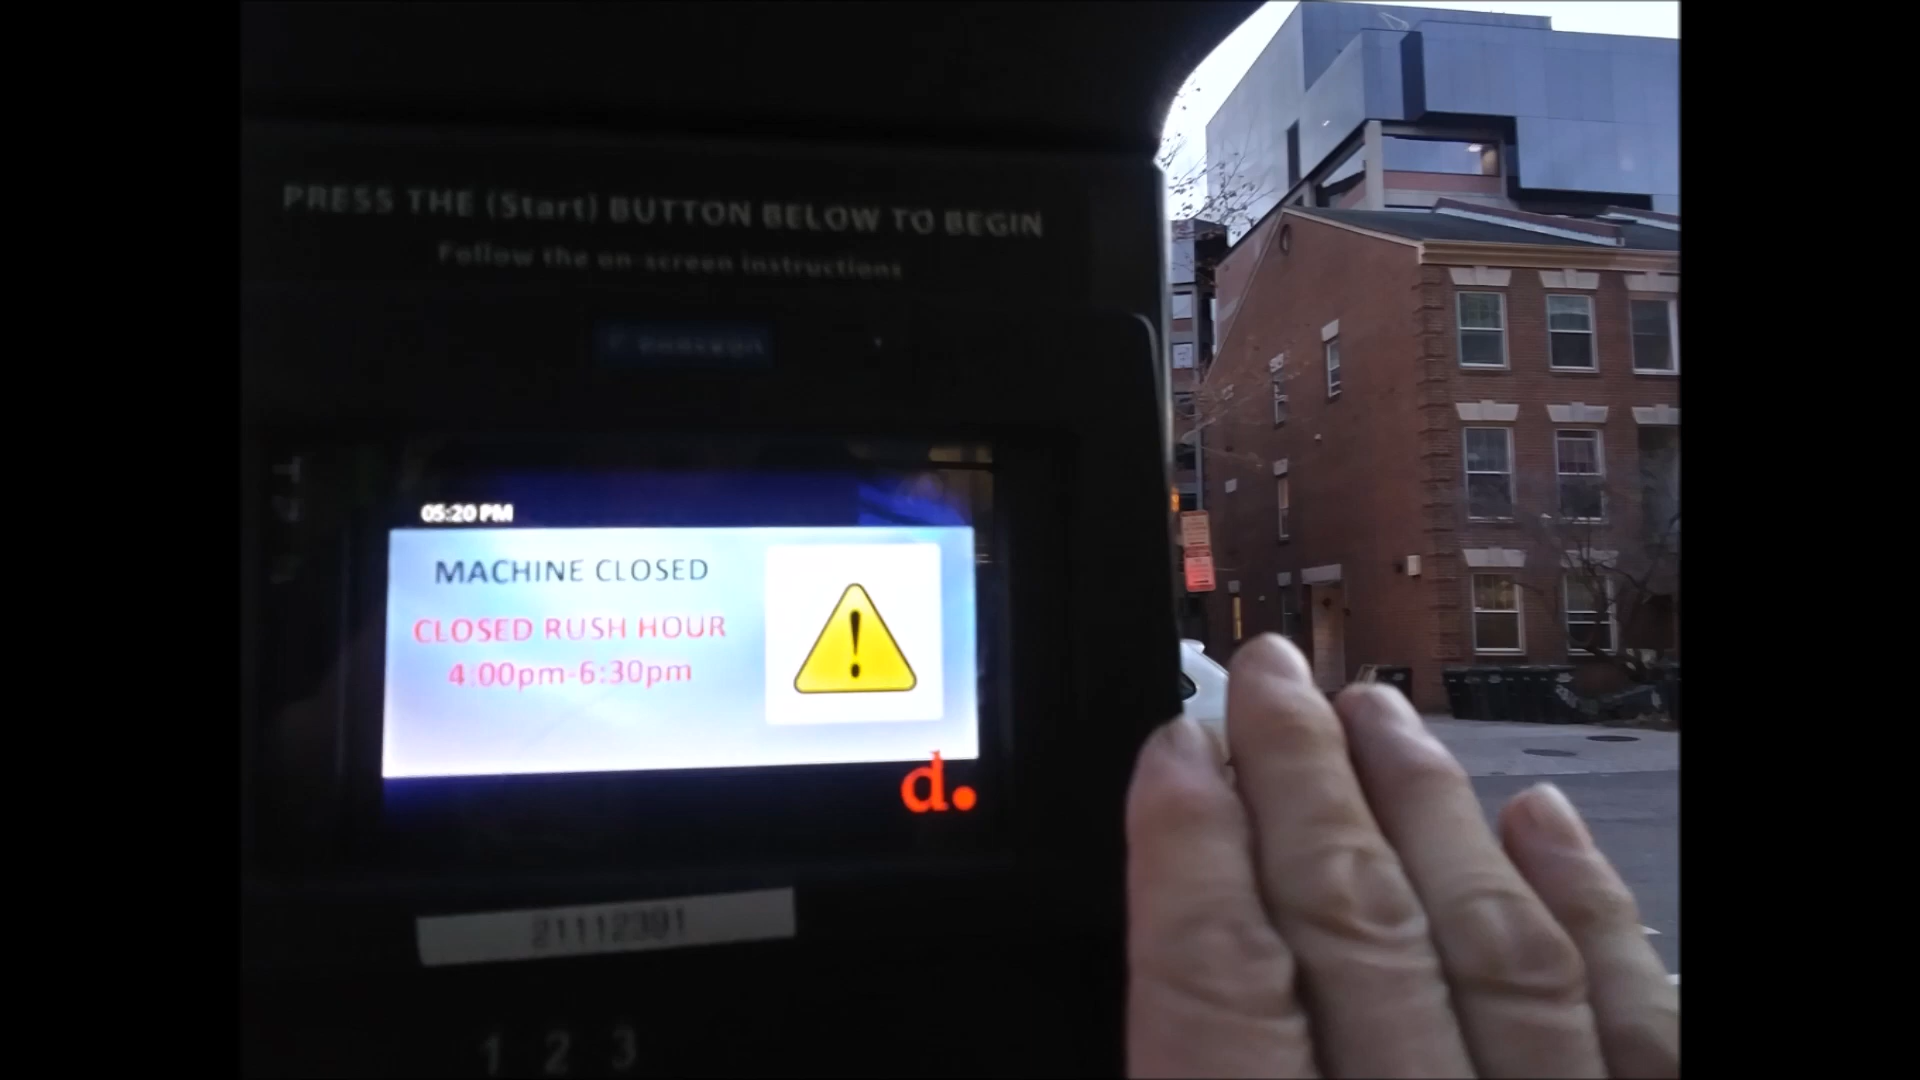 PRESS THE (Start) BUTTON BELOW TO BEGIN
Follow the on-screen instructions
05:20 PM
MACHINE CLOSED
CLOSED RUSH HOUR
4:00pm-6:30pm
d.
21112391
1 2 3